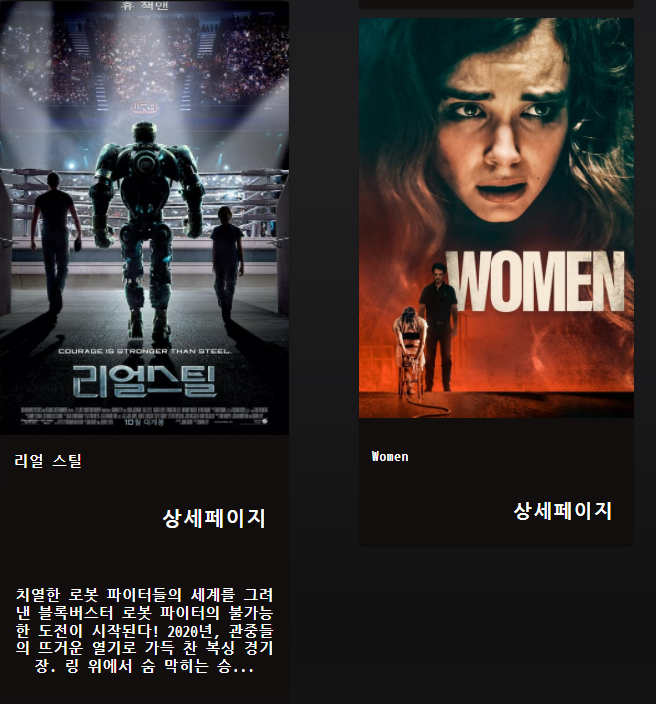 휴 잭맨
WRB
COURAGE IS STRONGER THAN STEEL.
리얼스틸
10월 대개봉
리얼 스틸
상세페이지
치열한 로봇 파이터들의 세계를 그려
낸 블록버스터 로봇 파이터의 불가능
한 도전이 시작된다! 2020년, 관중들
의 뜨거운 열기로 가득 찬 복싱 경기
장. 링 위에서 숨 막히는 승...
WOMEN
Women
상세페이지